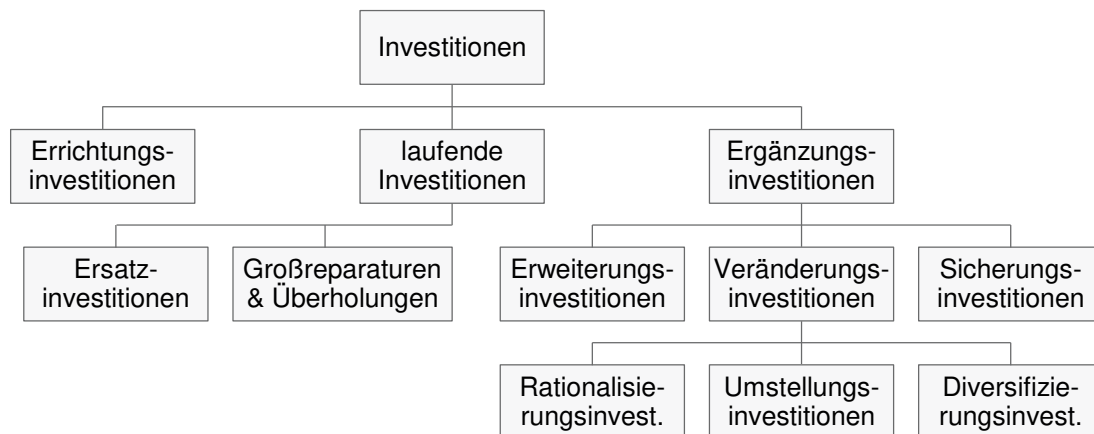 Investitionen
Errichtungs-
investitionen
laufende
Investitionen
Ergänzungs-
investitionen
Ersatz-
investitionen
Großreparaturen
& Überholungen
Erweiterungs-
investitionen
Veränderungs-
investitionen
Sicherungs-
investitionen
Rationalisie-
rungsinvest.
Umstellungs-
investitionen
Diversifizie-
rungsinvest.